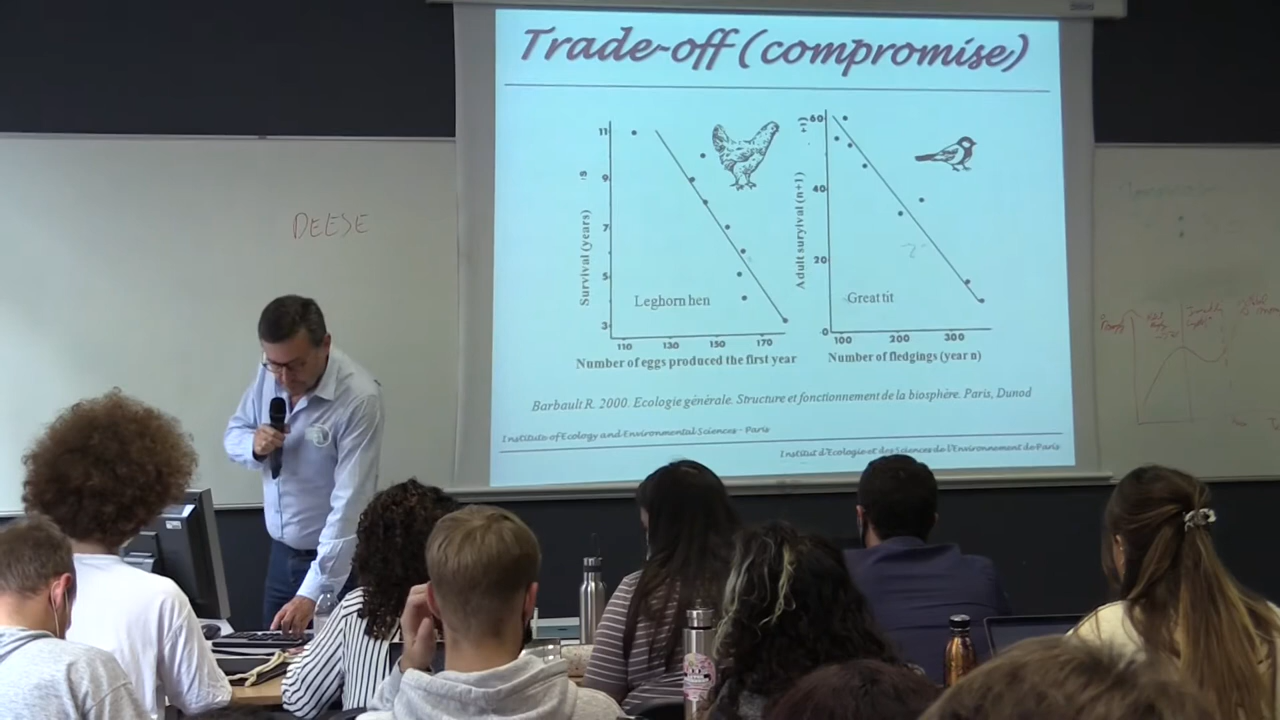 Trade-off (compromise)
11
9
7
5
3
Survival (years)
Leghorn hen
110
130
150
170
Number of eggs produced the first year
60
40
20
0
Adult survival (n+1)
Great tit
100
200
300
Number of fledgings (year n)
Barbault R. 2000. Ecologie générale. Structure et fonctionnement de la biosphère. Paris, Dunod
Institute of Ecology and Environmental Sciences - Paris
Institut d'Ecologie et des Sciences de l'Environnement de Paris
DEESE